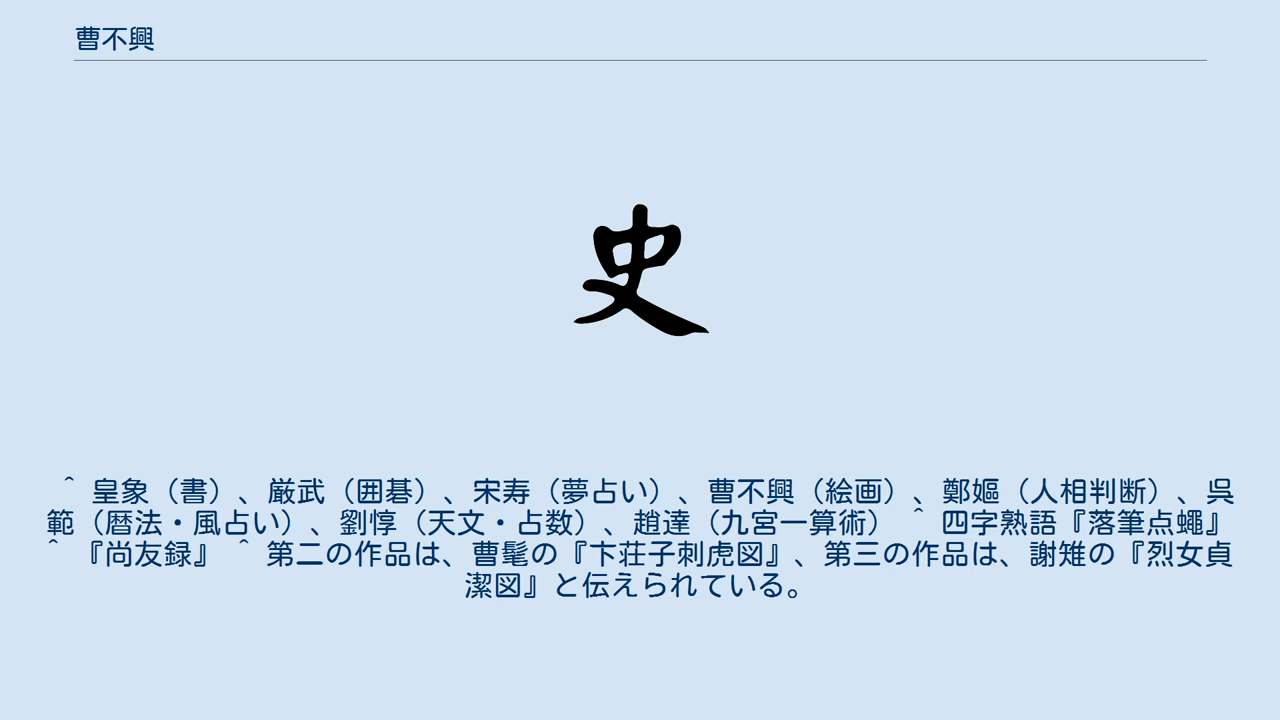 曹不興
史
^ 皇象（書）、厳武（囲碁）、宋寿（夢占い）、曹不興（絵画）、鄭嫗（人相判断）、呉
範（暦法・風占い）、劉惇（天文・占数）、趙達（九宮一算術） ^ 四字熟語『落筆点蠅』
^ 『尚友録』 ^ 第二の作品は、曹髦の『卞荘子刺虎図』、第三の作品は、謝雉の『烈女貞
潔図』と伝えられている。